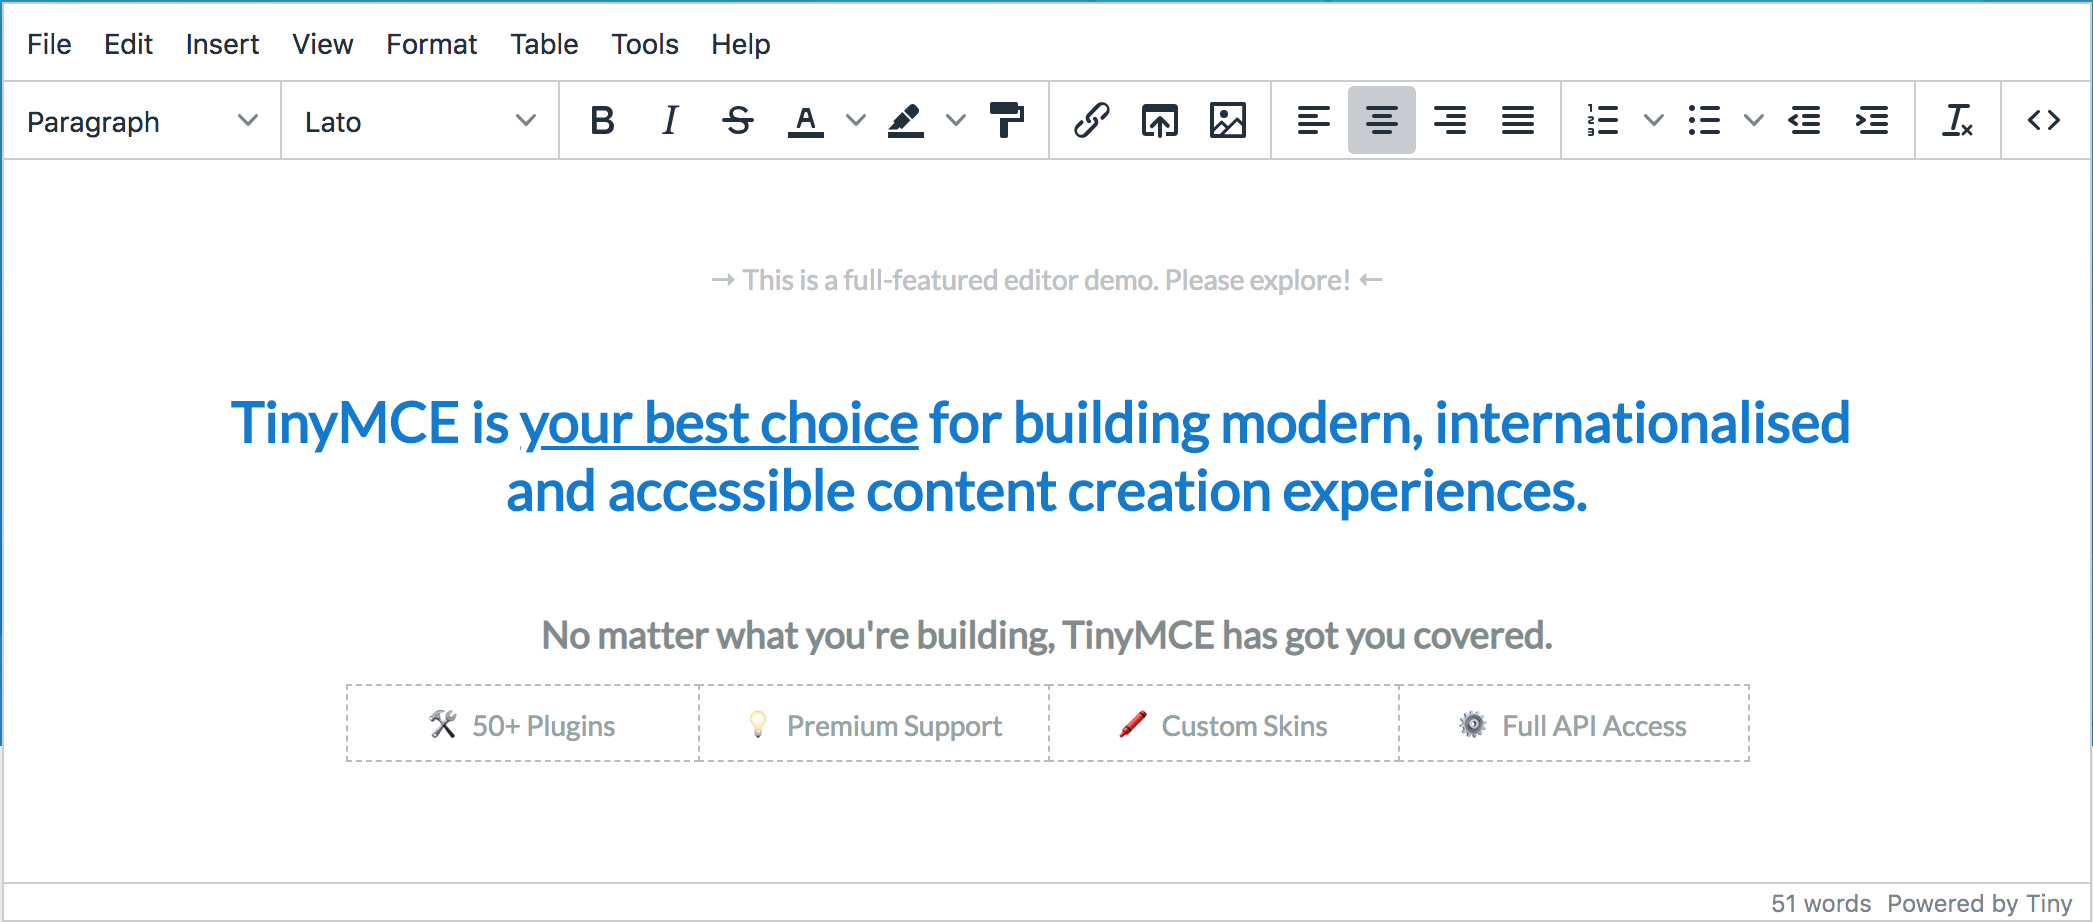 File Edit Insert View Format Table Tools Help
Paragraph Lato B I S A
→ This is a full-featured editor demo. Please explore! ←
TinyMCE is your best choice for building modern, internationalised
and accessible content creation experiences.
No matter what you're building, TinyMCE has got you covered.
50+ Plugins Premium Support Custom Skins Full API Access
51 words Powered by Tiny